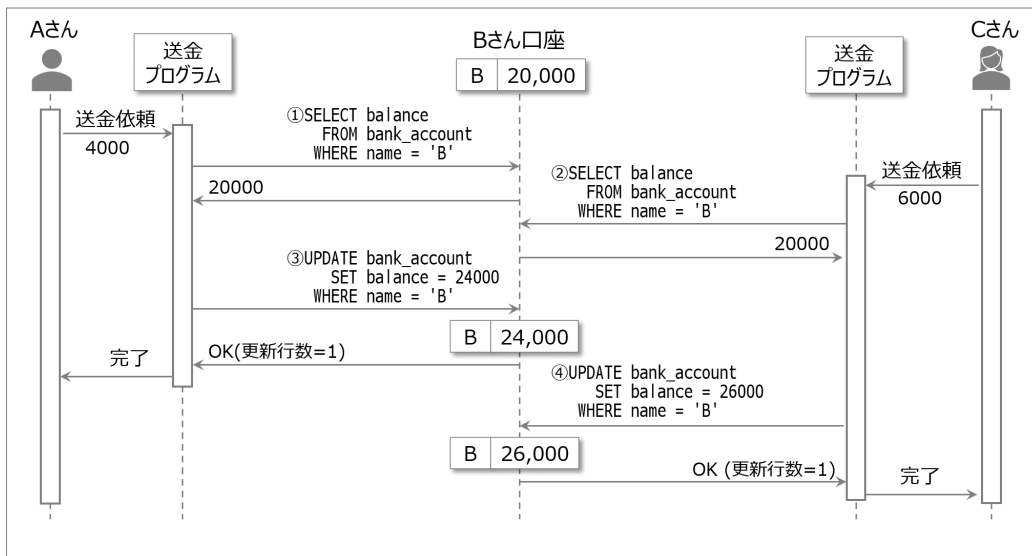 Aさん
送金
プログラム
Bさん口座
B 20,000
送金
プログラム
Cさん
送金依頼
4000
①SELECT balance
FROM bank_account
WHERE name = 'B'
20000
②SELECT balance
FROM bank_account
WHERE name = 'B'
送金依頼
6000
20000
③UPDATE bank_account
SET balance = 24000
WHERE name = 'B'
B 24,000
OK(更新行数=1)
完了
④UPDATE bank_account
SET balance = 26000
WHERE name = 'B'
B 26,000
OK (更新行数=1)
完了